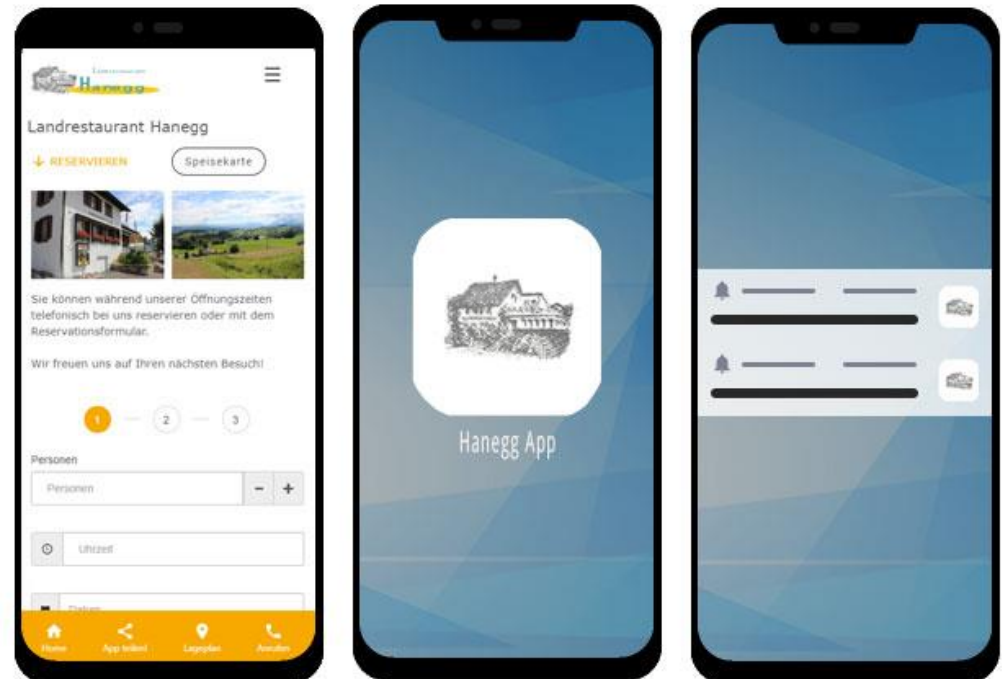 Landrestaurant
Hanegg
Landrestaurant Hanegg
RESERVIEREN
Speisekarte
Sie können während unserer Öffnungszeiten
telefonisch bei uns reservieren oder mit dem
Reservationsformular.
Wir freuen uns auf Ihren nächsten Besuch!
1
2
3
Personen
Personen
- +
Uhrzeit
Datum
Home
App teilen!
Lageplan
Anrufen
Hanegg App